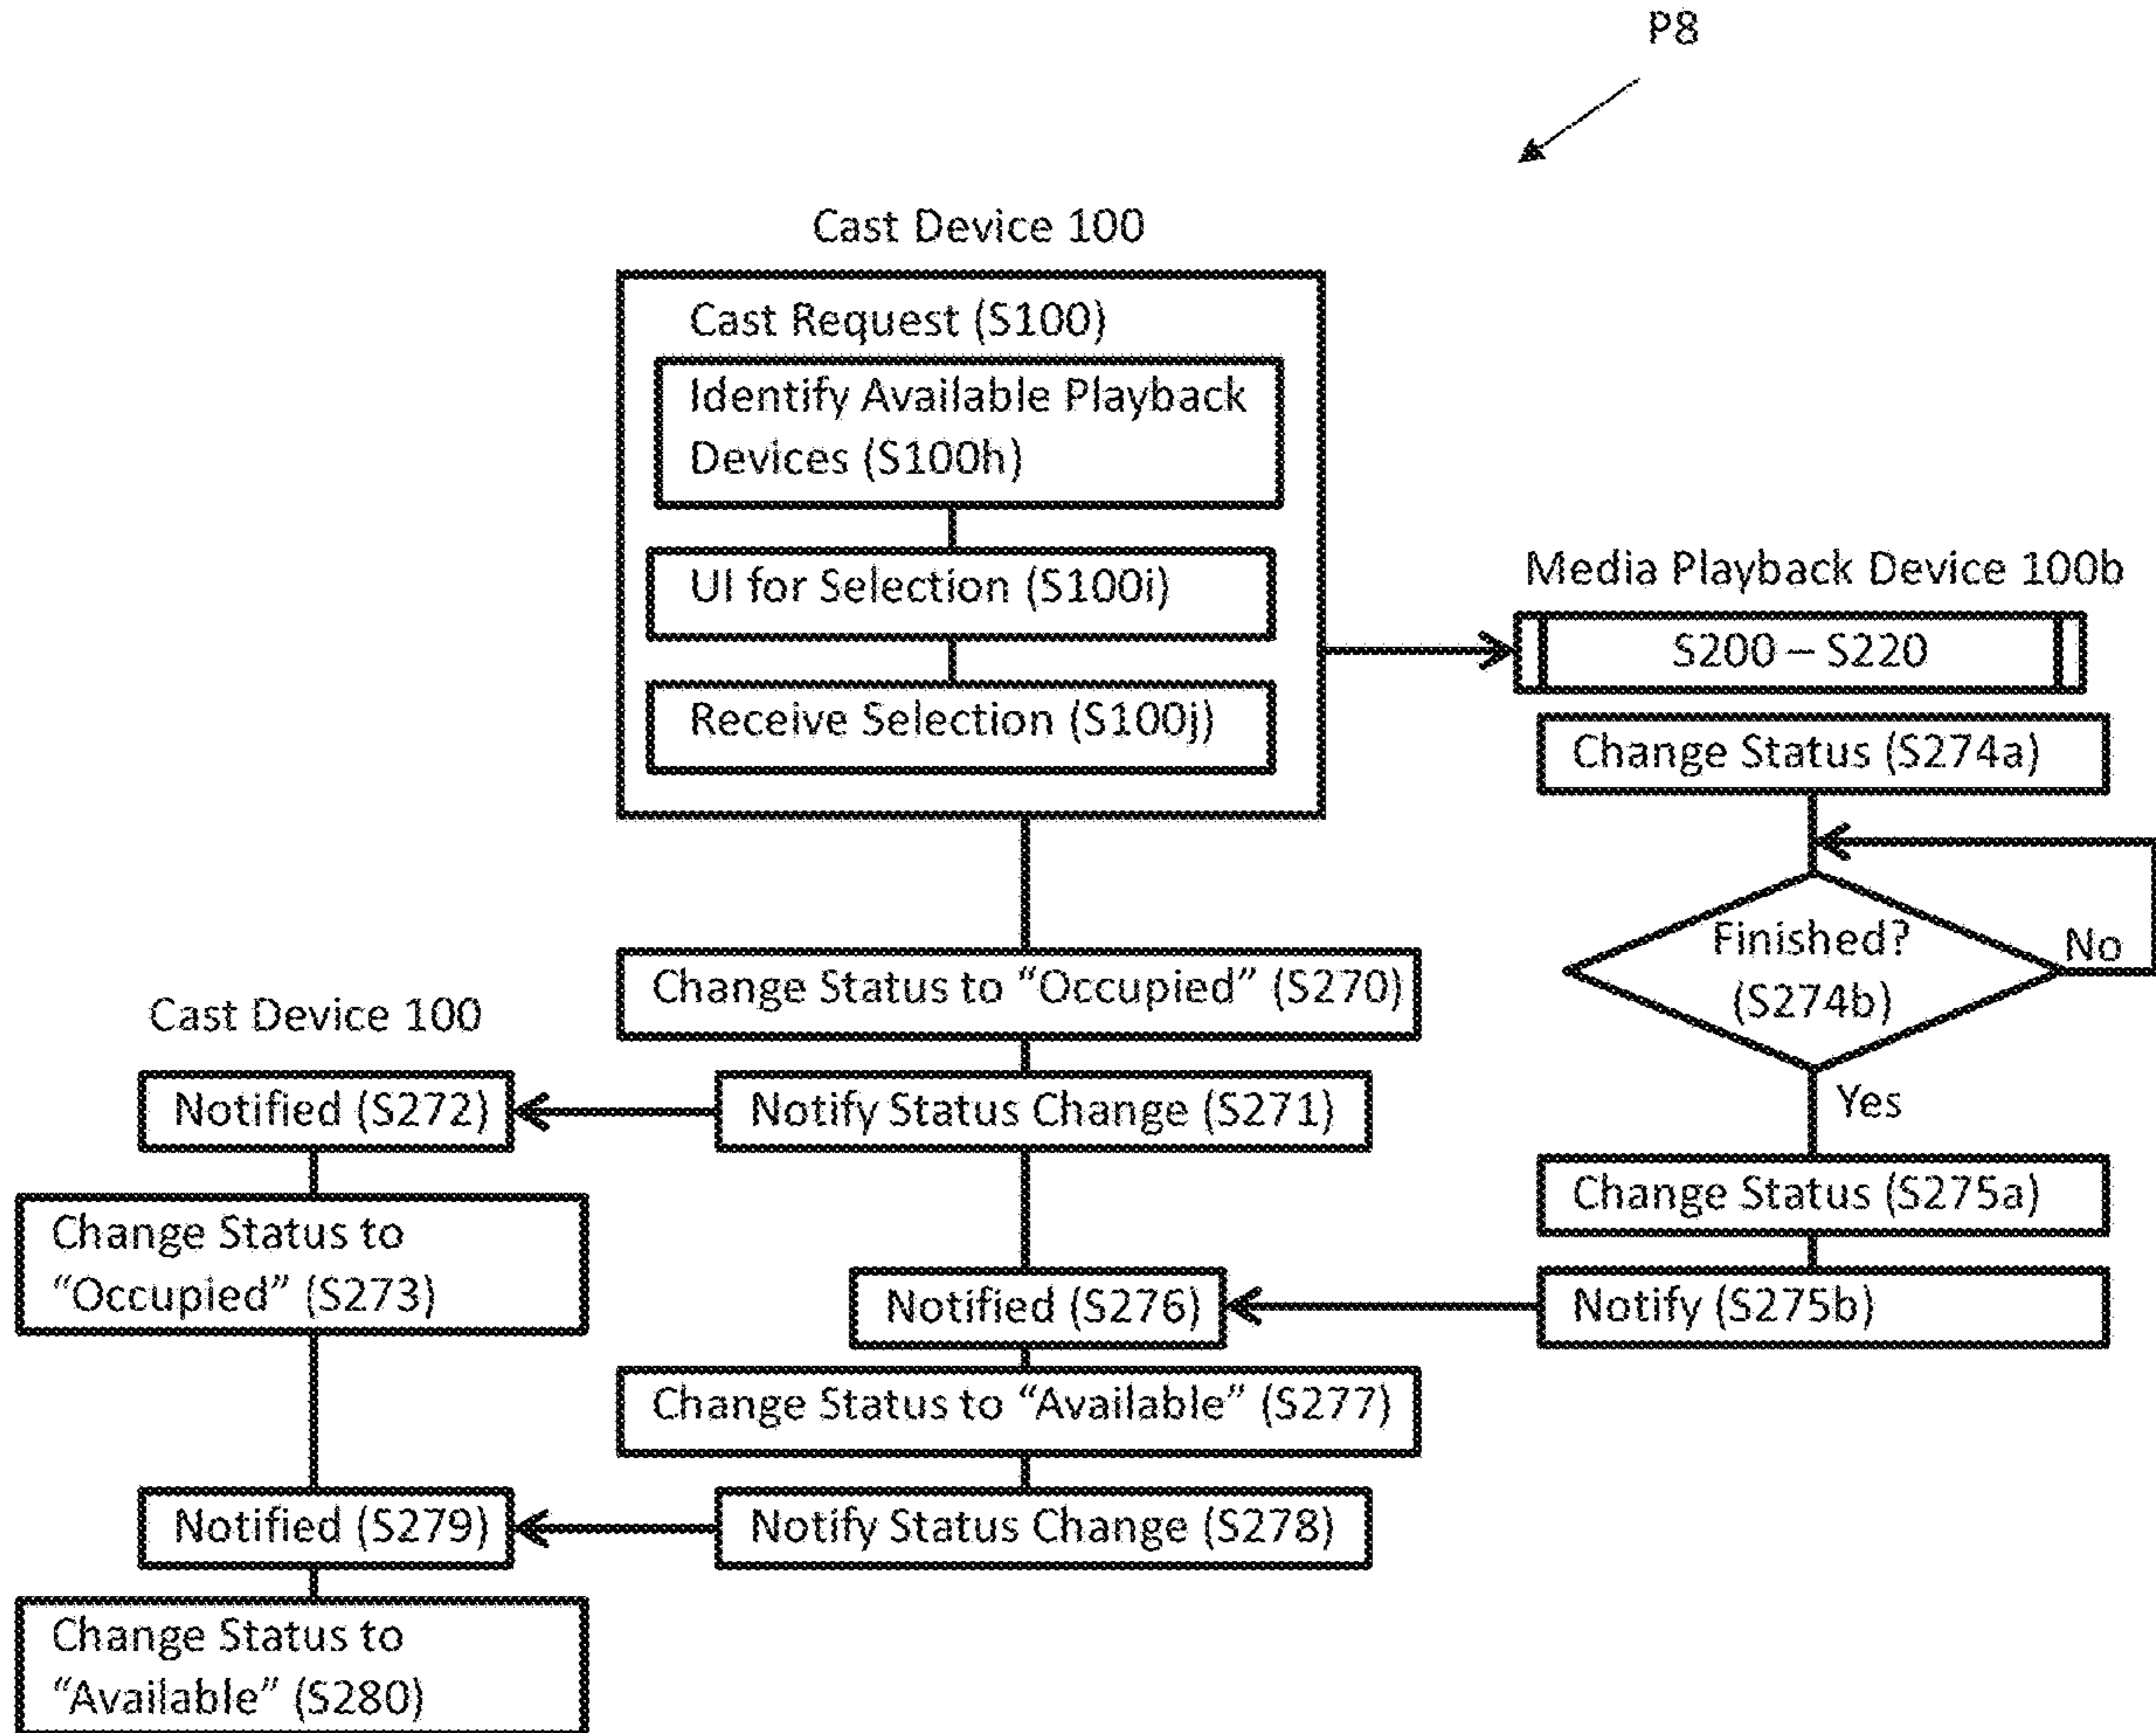 P8
Cast Device 100
Cast Request (S100)
Identify Available Playback
Devices (S100h)
UI for Selection (S100i)
Receive Selection (S100j)
Media Playback Device 100b
S200 – S220
Change Status (S274a)
Finished?
(S274b)
No
Yes
Change Status to “Occupied” (S270)
Cast Device 100
Notified (S272)
Notify Status Change (S271)
Change Status (S275a)
Change Status to
“Occupied” (S273)
Notified (S276)
Notify (S275b)
Change Status to “Available” (S277)
Notified (S279)
Notify Status Change (S278)
Change Status to
“Available” (S280)